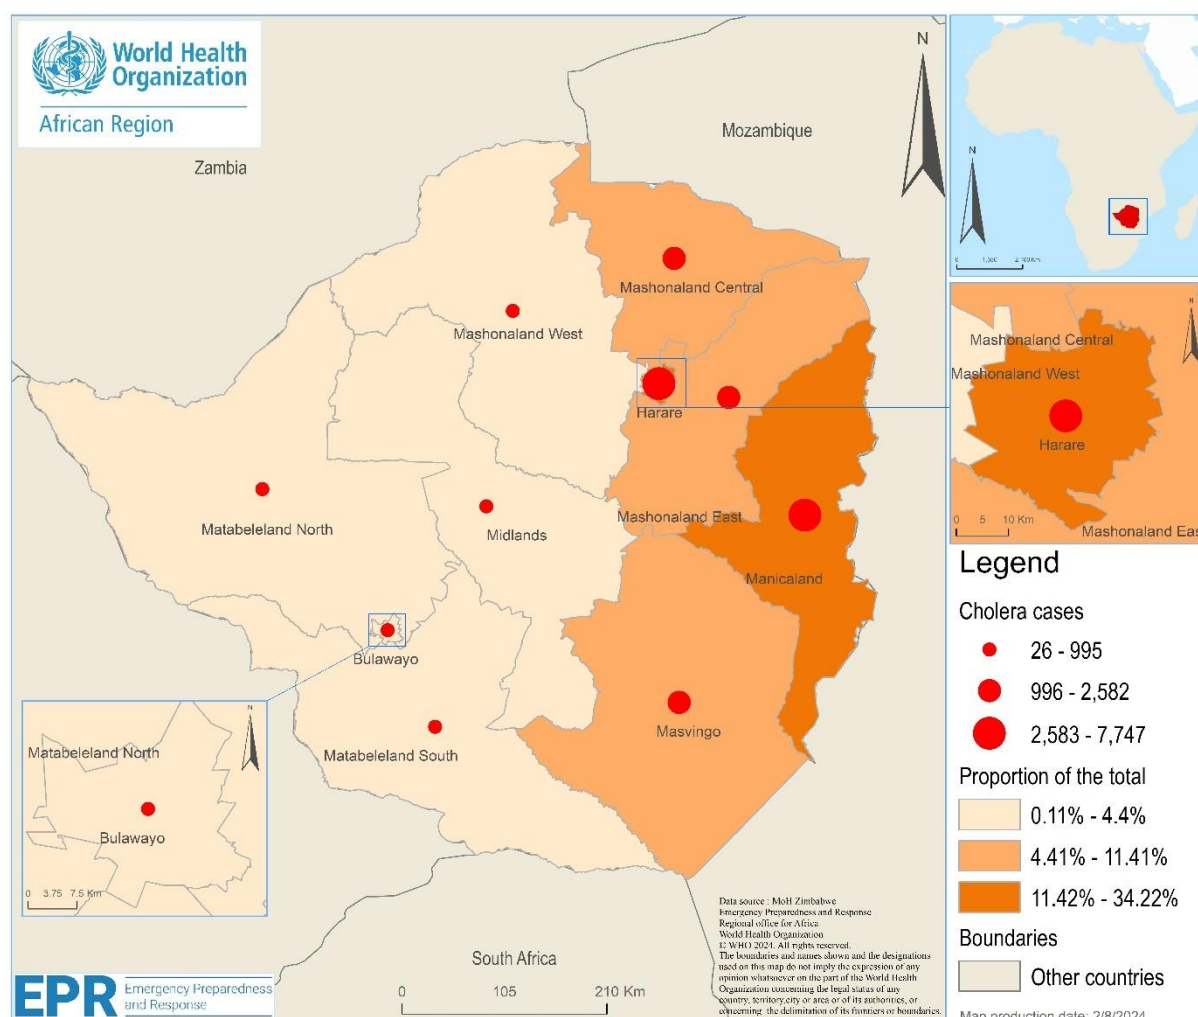 World Health
Organization
African Region
Zambia
Mozambique
N
Mashonaland Central
Mashonaland West
Harare
Mashonaland East
Matabeleland North
Midlands
Manicaland
Bulawayo
Matabeleland South
Masvingo
South Africa
Matabeleland North
N
Bulawayo
0 3.75 7.5 Km
EPR
Emergency Preparedness
and Response
0 105 210 Km
Data source : MoH Zimbabwe
Emergency Preparedness and Response
Regional office for Africa
World Health Organization
© WHO 2024. All rights reserved.
The boundaries and names shown and the designations
used on this map do not imply the expression of any
opinion whatsoever on the part of the World Health
Organization concerning the legal status of any
country, territory,city or area or of its authorities, or
concerning the delimitation of its frontiers or boundaries.
N
N
Mashonaland Central
Mashonaland West
Harare
0 5 10 Km
Mashonaland Eas
Legend
Cholera cases
26 - 995
996 - 2,582
2,583 - 7,747
Proportion of the total
0.11% - 4.4%
4.41% - 11.41%
11.42% - 34.22%
Boundaries
Other countries
Map production date: 2/8/2024